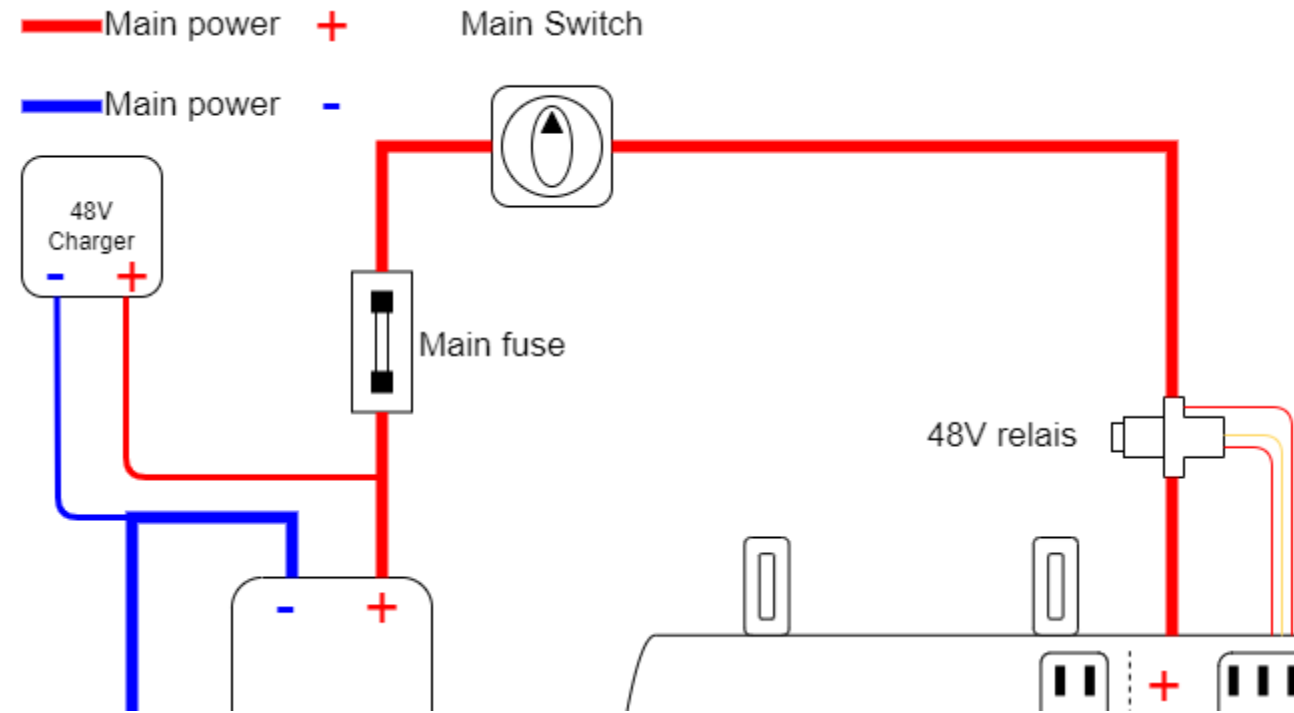 Main power +
Main Switch
Main power -
48V
Charger
- +
Main fuse
48V relais
- +
+